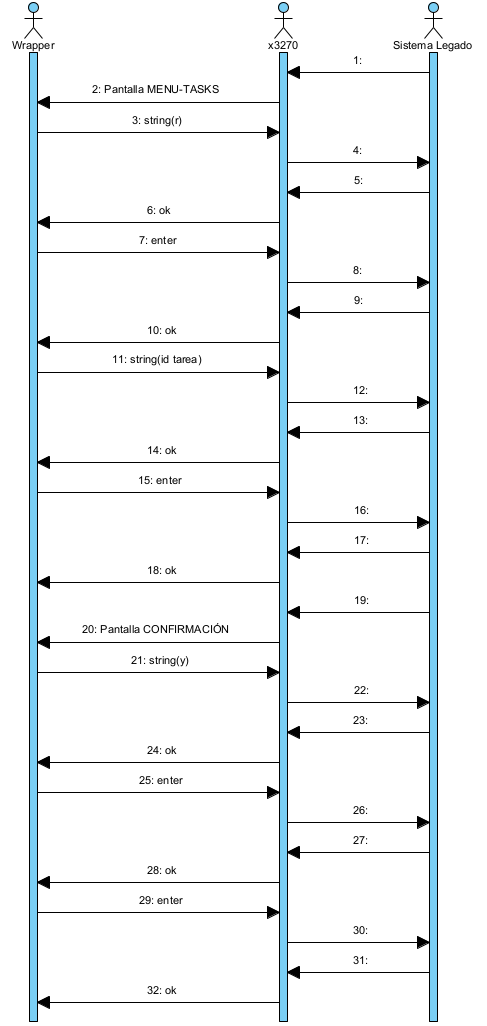 Wrapper
x3270
Sistema Legado
1:
2: Pantalla MENU-TASKS
3: string(r)
4:
5:
6: ok
7: enter
8:
9:
10: ok
11: string(id tarea)
12:
13:
14: ok
15: enter
16:
17:
18: ok
19:
20: Pantalla CONFIRMACIÓN
21: string(y)
22:
23:
24: ok
25: enter
26:
27:
28: ok
29: enter
30:
31:
32: ok